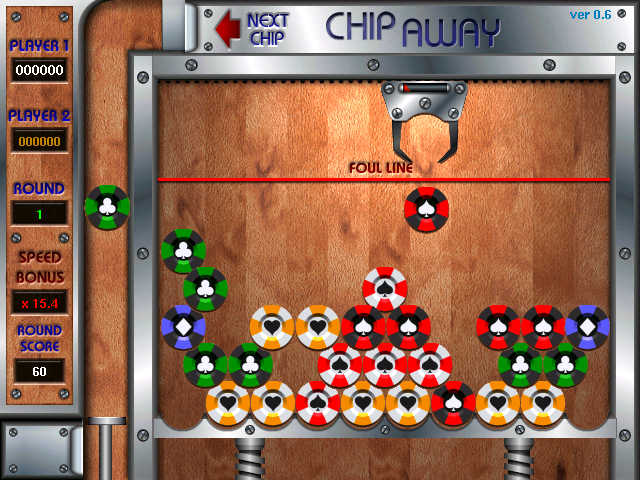 PLAYER 1
000000
PLAYER 2
000000
ROUND
1
SPEED
BONUS
x 15.4
ROUND
SCORE
60
NEXT
CHIP
CHIP AWAY
ver 0.6
FOUL LINE